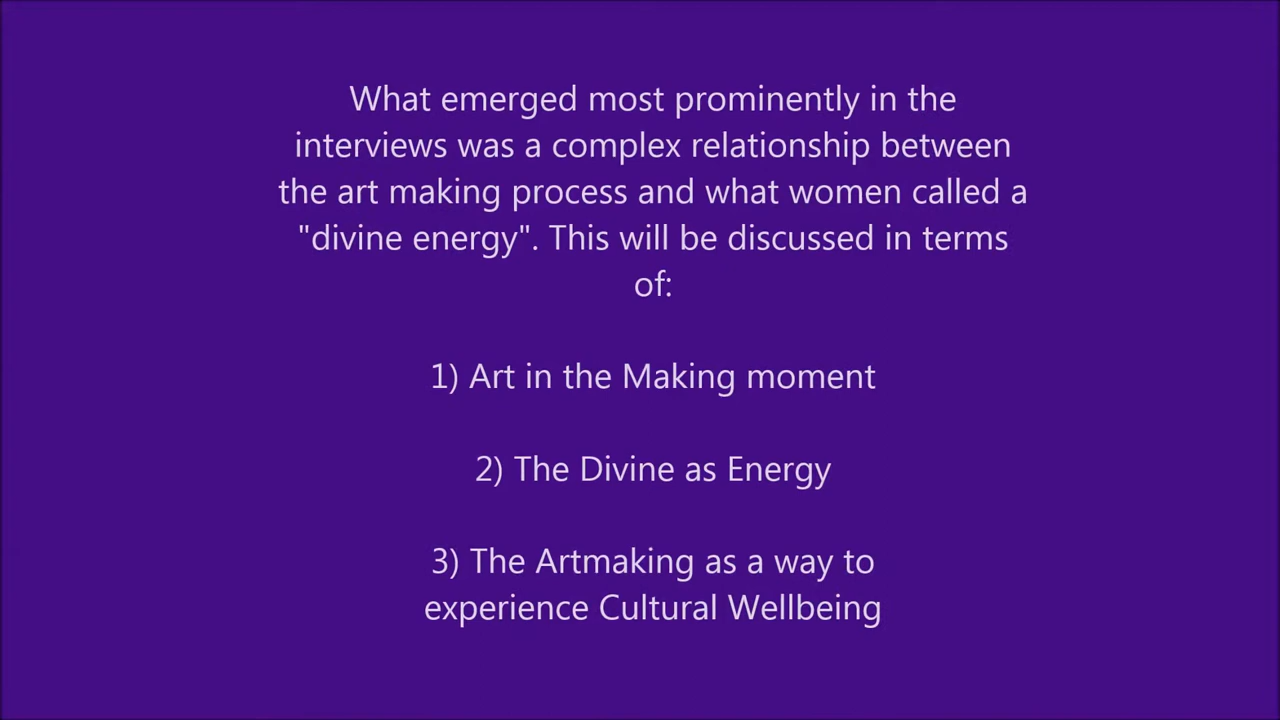 What emerged most prominently in the
interviews was a complex relationship between
the art making process and what women called a
"divine energy". This will be discussed in terms
of:
1) Art in the Making moment
2) The Divine as Energy
3) The Artmaking as a way to
experience Cultural Wellbeing